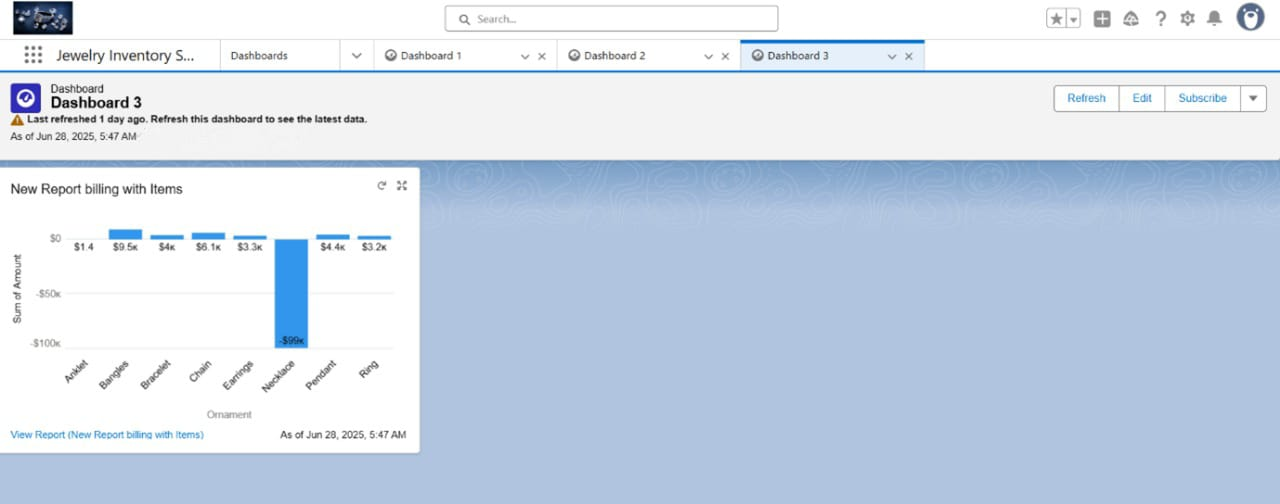 Search...
Jewelry Inventory S...
Dashboards
Dashboard 1
Dashboard 2
Dashboard 3
Dashboard
Dashboard 3
Last refreshed 1 day ago. Refresh this dashboard to see the latest data.
As of Jun 28, 2025, 5:47 AM
Refresh
Edit
Subscribe
New Report billing with Items
Sum of Amount
$0
-$50K
-$100K
$1.4
$9.5K
$4K
$6.1K
$3.3K
-$99K
$4.4K
$3.2K
Anklet
Bangles
Bracelet
Chain
Earrings
Necklace
Pendant
Ring
Ornament
View Report (New Report billing with Items)
As of Jun 28, 2025, 5:47 AM